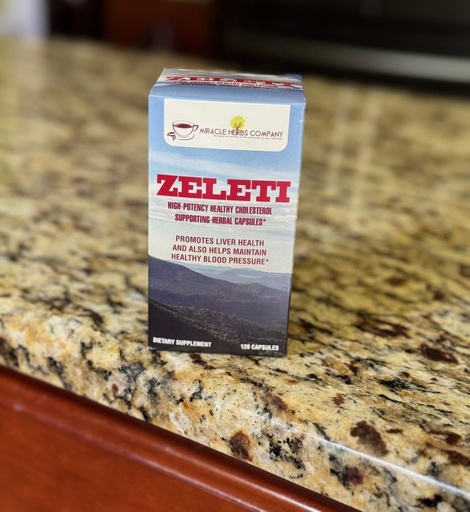 MIRACLE HERBS COMPANY
ZELETI
HIGH-POTENCY HEALTHY CHOLESTEROL
SUPPORTING-HERBAL CAPSULES*
PROMOTES LIVER HEALTH
AND ALSO HELPS MAINTAIN
HEALTHY BLOOD PRESSURE*
DIETARY SUPPLEMENT 120 CAPSULES